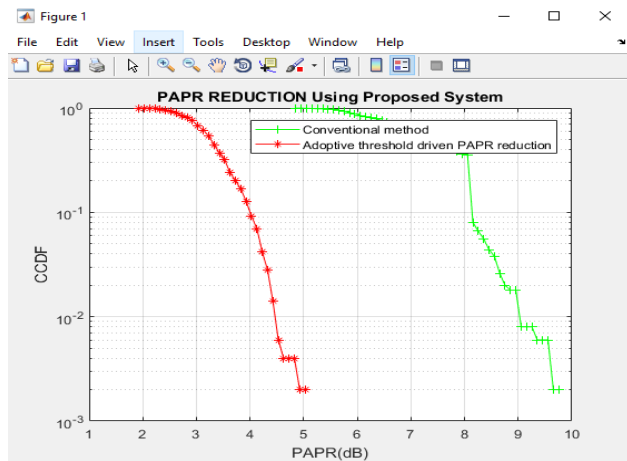 Figure 1
File Edit View Insert Tools Desktop Window Help
PAPR REDUCTION Using Proposed System
Conventional method
Adoptive threshold driven PAPR reduction
CCDF
10^0
10^-1
10^-2
10^-3
1 2 3 4 5 6 7 8 9 10
PAPR(dB)